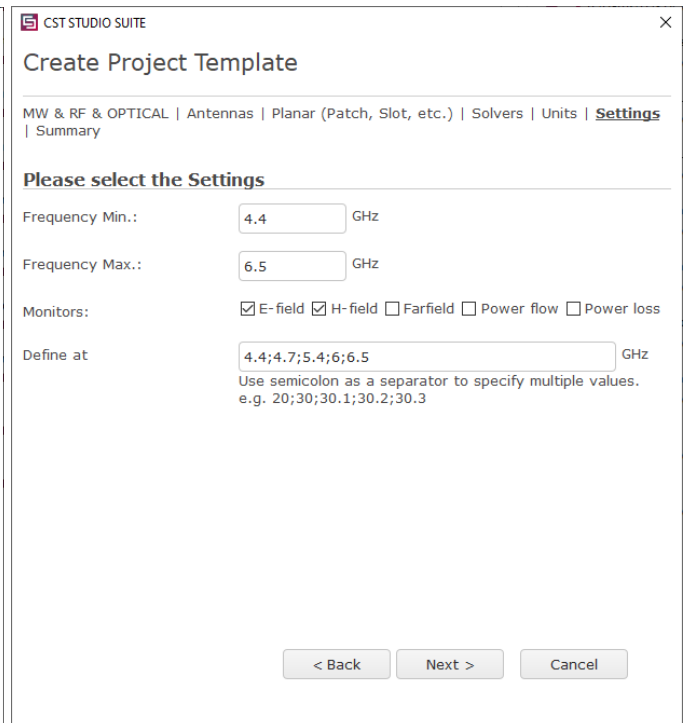 CST STUDIO SUITE
Create Project Template
MW & RF & OPTICAL | Antennas | Planar (Patch, Slot, etc.) | Solvers | Units | Settings
| Summary
Please select the Settings
Frequency Min.: 4.4 GHz
Frequency Max.: 6.5 GHz
Monitors: E-field H-field Farfield Power flow Power loss
Define at 4.4;4.7;5.4;6;6.5 GHz
Use semicolon as a separator to specify multiple values.
e.g. 20;30;30.1;30.2;30.3
< Back Next > Cancel